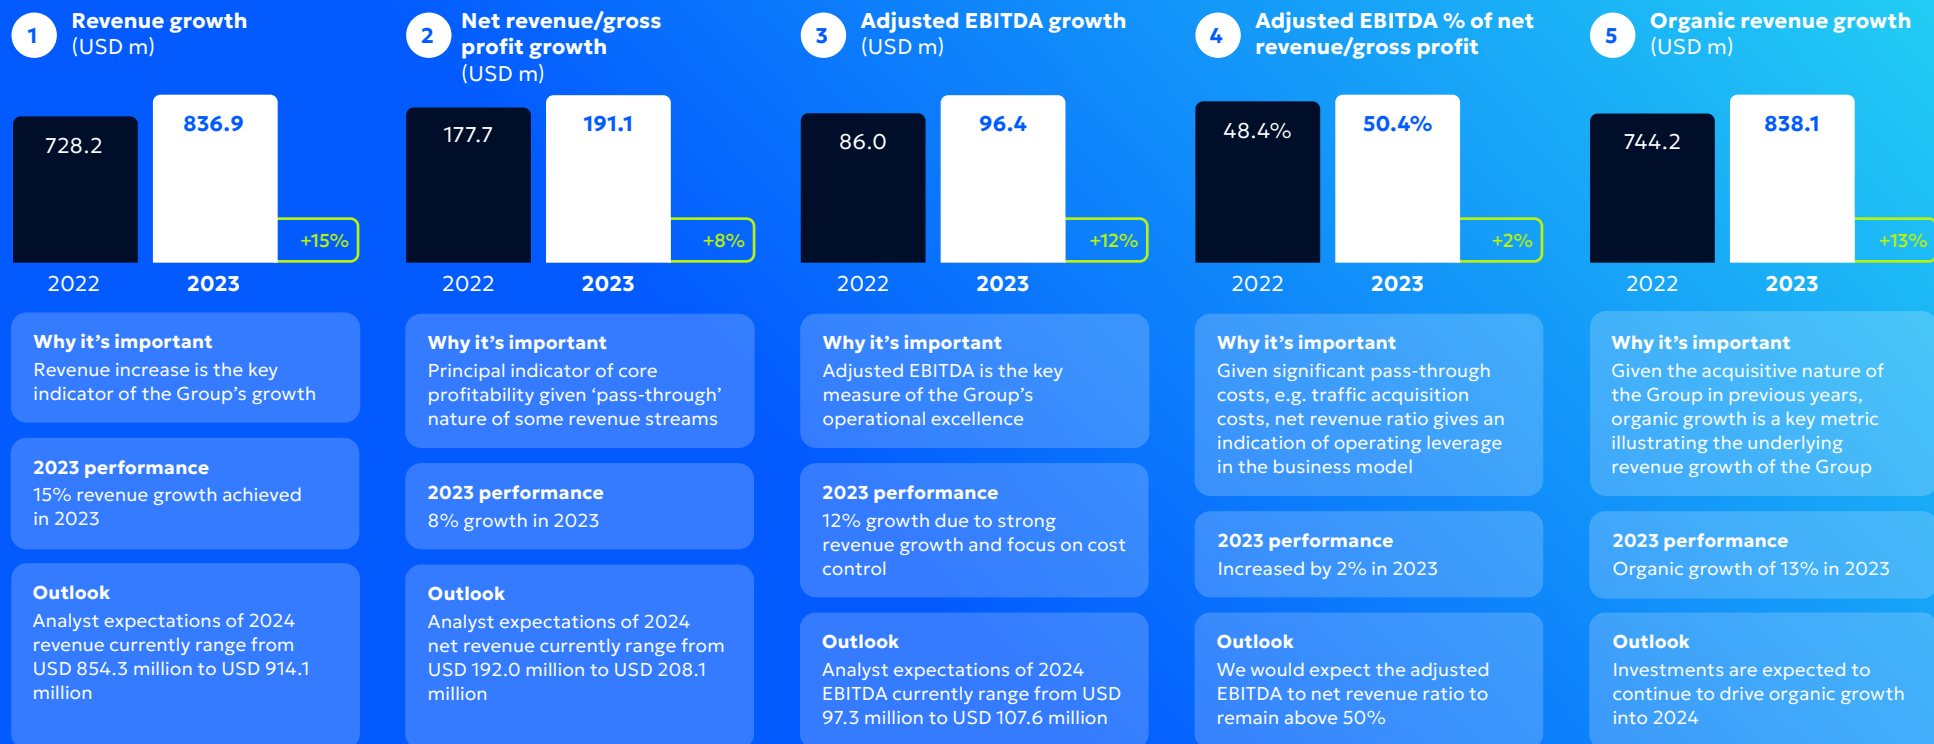 1
Revenue growth
(USD m)
728.2
836.9
+15%
2022
2023
Why it’s important
Revenue increase is the key
indicator of the Group’s growth
2023 performance
15% revenue growth achieved
in 2023
Outlook
Analyst expectations of 2024
revenue currently range from
USD 854.3 million to USD 914.1
million
2
Net revenue/gross
profit growth
(USD m)
177.7
191.1
+8%
2022
2023
Why it’s important
Principal indicator of core
profitability given ‘pass-through’
nature of some revenue streams
2023 performance
8% growth in 2023
Outlook
Analyst expectations of 2024
net revenue currently range from
USD 192.0 million to USD 208.1
million
3
Adjusted EBITDA growth
(USD m)
86.0
96.4
+12%
2022
2023
Why it’s important
Adjusted EBITDA is the key
measure of the Group’s
operational excellence
2023 performance
12% growth due to strong
revenue growth and focus on cost
control
Outlook
Analyst expectations of 2024
EBITDA currently range from USD
97.3 million to USD 107.6 million
4
Adjusted EBITDA % of net
revenue/gross profit
48.4%
50.4%
+2%
2022
2023
Why it’s important
Given significant pass-through
costs, e.g. traffic acquisition
costs, net revenue ratio gives an
indication of operating leverage
in the business model
2023 performance
Increased by 2% in 2023
Outlook
We would expect the adjusted
EBITDA to net revenue ratio to
remain above 50%
5
Organic revenue growth
(USD m)
744.2
838.1
+13%
2022
2023
Why it’s important
Given the acquisitive nature of
the Group in previous years,
organic growth is a key metric
illustrating the underlying
revenue growth of the Group
2023 performance
Organic growth of 13% in 2023
Outlook
Investments are expected to
continue to drive organic growth
into 2024